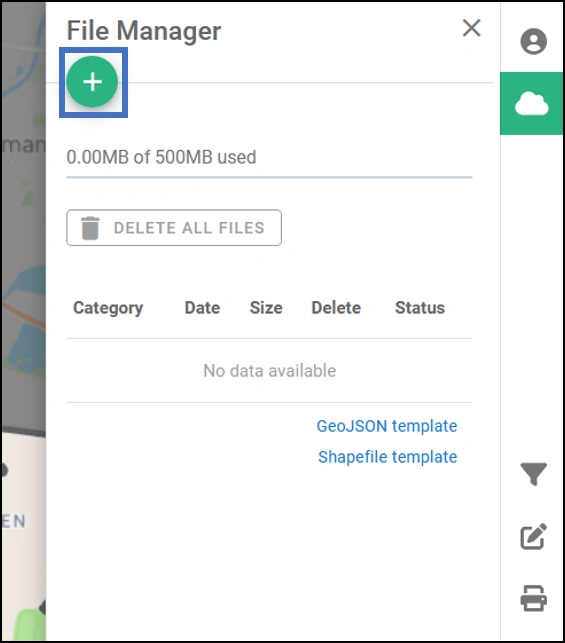 File Manager
0.00MB of 500MB used
DELETE ALL FILES
Category Date Size Delete Status
No data available
GeoJSON template
Shapefile template
man
EN